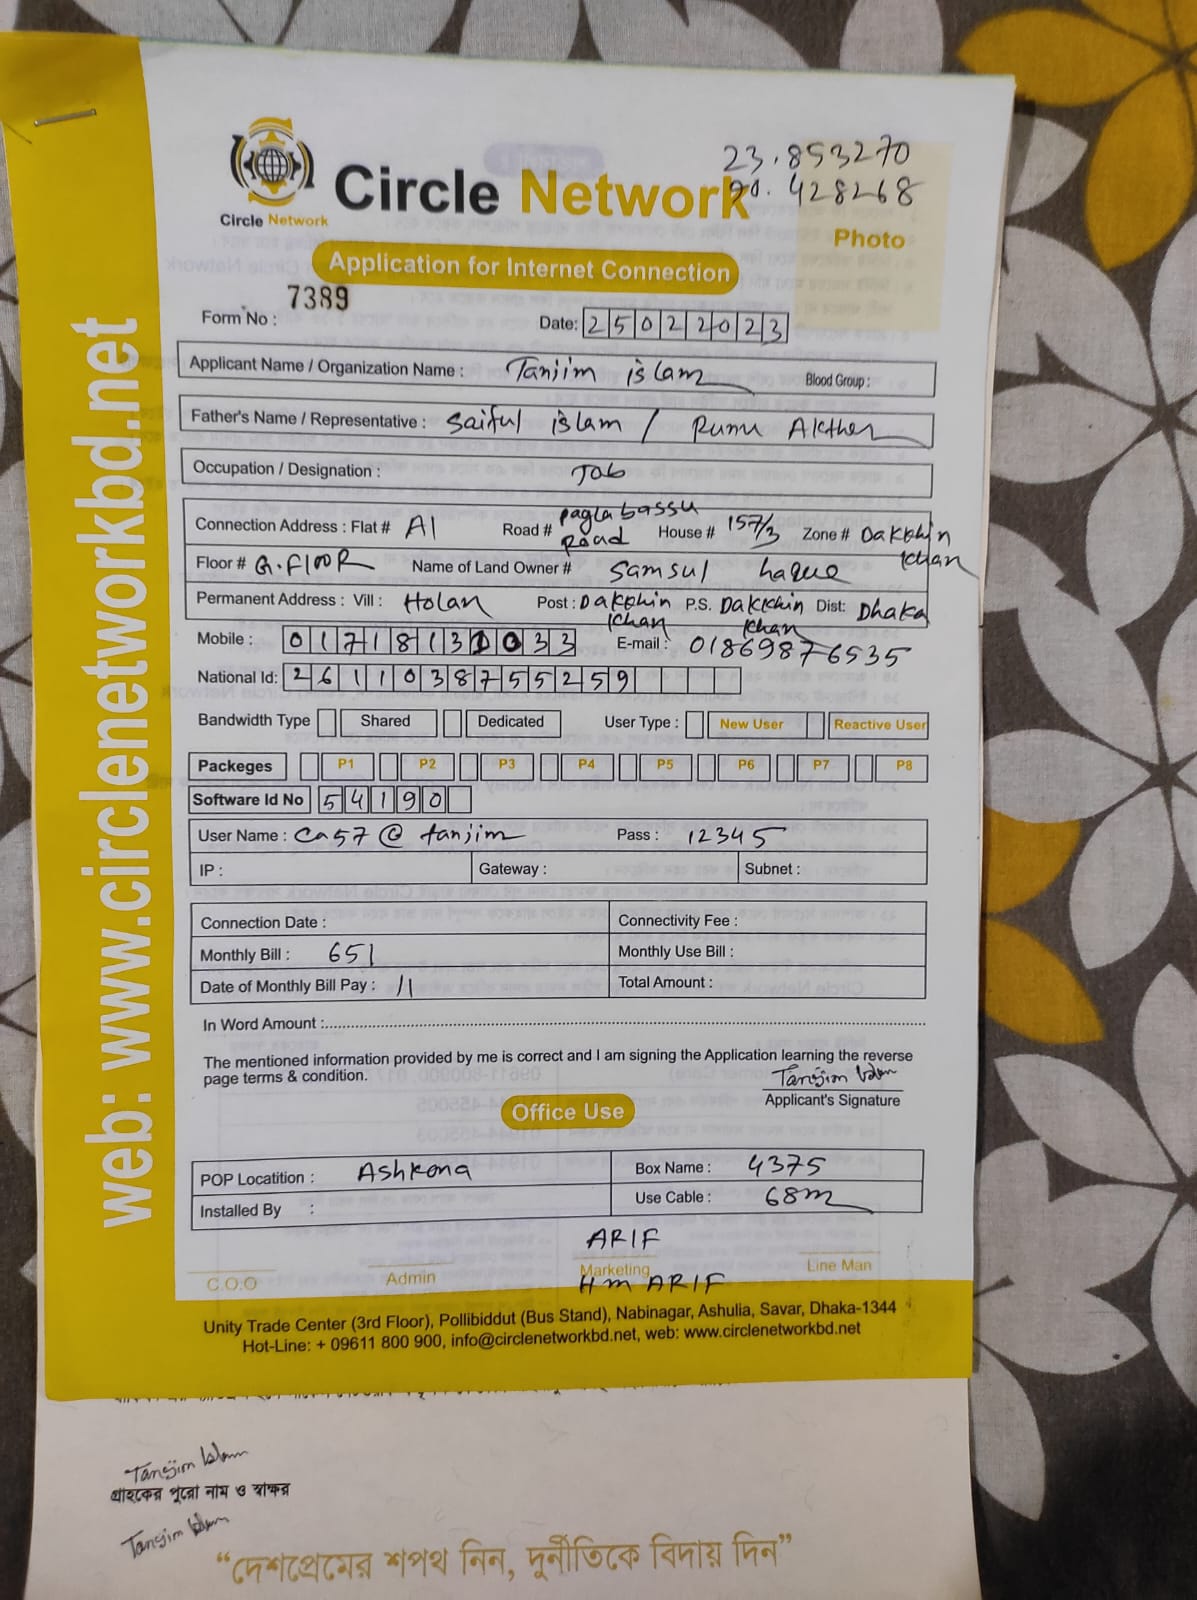 23.853270
90.428268
Circle Network
Circle Network
Photo
Application for Internet Connection
7389
Form No :
Date: 25022023
Applicant Name / Organization Name : Tanjim islam Blood Group :
Father's Name / Representative : Saiful islam / Rumu Akther
Occupation / Designation : Job
Connection Address : Flat # A1 Road # pagla bassu Road House # 157/3 Zone # Dakkhin Khan
Floor # G.Floor Name of Land Owner # Samsul haque
Permanent Address : Vill : Holan Post : Dakkhin Khan P.S. Dakkhin Khan Dist: Dhaka
Mobile : 01718131033 E-mail : 01869876535
National Id: 2611038755259
Bandwidth Type Shared Dedicated User Type : New User Reactive User
Packeges P1 P2 P3 P4 P5 P6 P7 P8
Software Id No 54190
User Name : Ca57@tanjim Pass : 12345
IP : Gateway : Subnet :
Connection Date : Connectivity Fee :
Monthly Bill : 651 Monthly Use Bill :
Date of Monthly Bill Pay : 11 Total Amount :
In Word Amount :
The mentioned information provided by me is correct and I am signing the Application learning the reverse
page terms & condition.
Tansim Islam
Applicant's Signature
Office Use
POP Locatition : Ashkona Box Name : 4375
Installed By : Use Cable : 68m
ARIF
C.O.O Admin Marketing Line Man
Hm ARIF
Unity Trade Center (3rd Floor), Pollibiddut (Bus Stand), Nabinagar, Ashulia, Savar, Dhaka-1344
Hot-Line: + 09611 800 900, info@circlenetworkbd.net, web: www.circlenetworkbd.net
web: www.circlenetworkbd.net
Tansim Islam
গ্রাহকের পুরো নাম ও স্বাক্ষর
Tansim Islam
“দেশপ্রেমের শপথ নিন, দুর্নীতিকে বিদায় দিন”